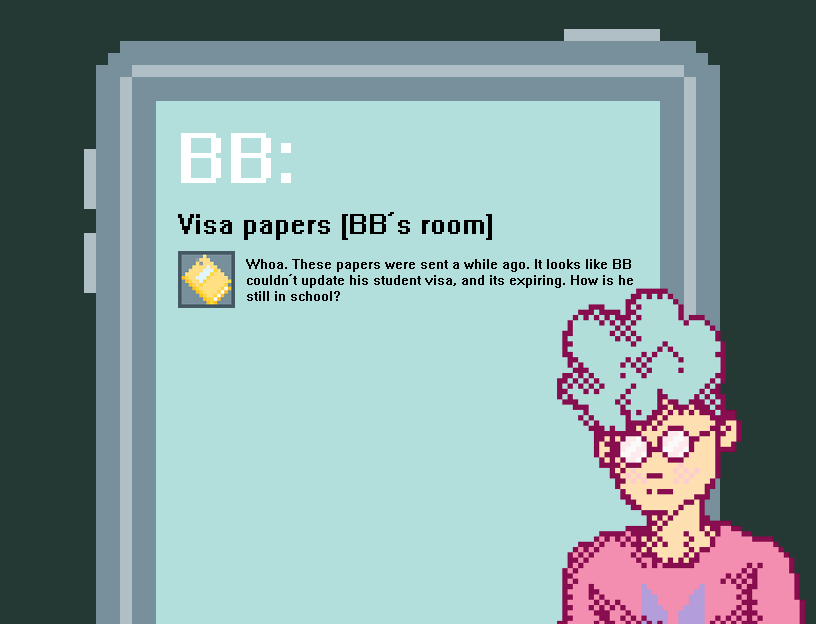 BB:
Visa papers [BB´s room]
Whoa. These papers were sent a while ago. It looks like BB
couldn´t update his student visa, and its expiring. How is he
still in school?